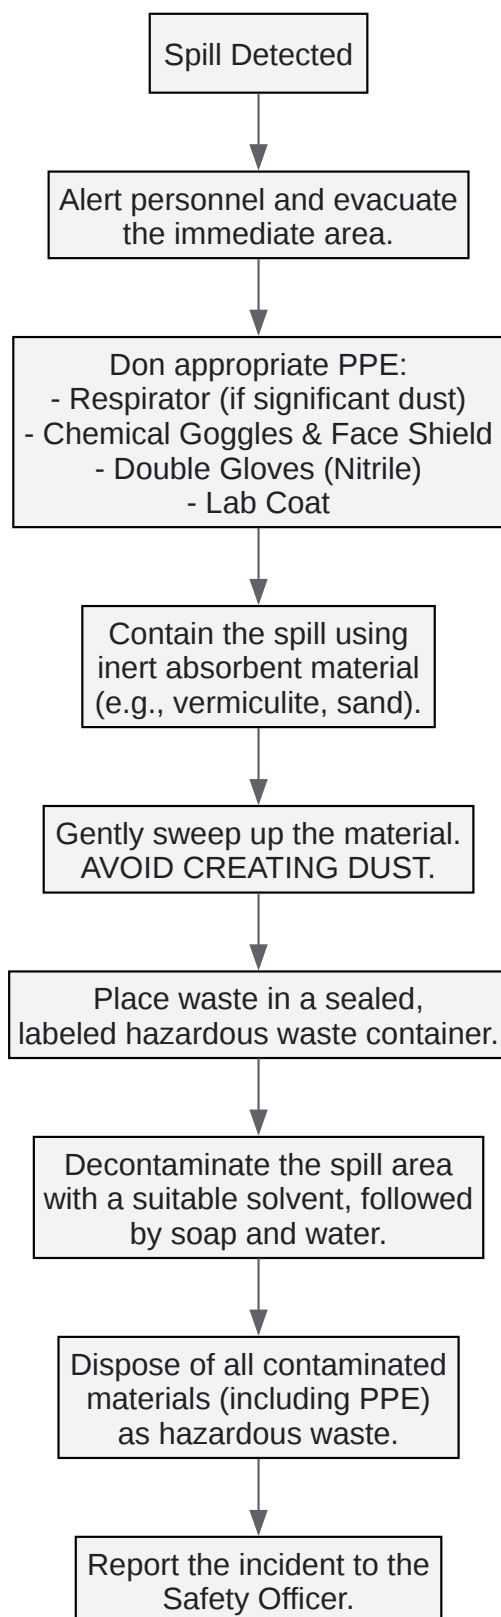 Spill Detected
Alert personnel and evacuate
the immediate area.
Don appropriate PPE:
- Respirator (if significant dust)
- Chemical Goggles & Face Shield
- Double Gloves (Nitrile)
- Lab Coat
Contain the spill using
inert absorbent material
(e.g., vermiculite, sand).
Gently sweep up the material.
AVOID CREATING DUST.
Place waste in a sealed,
labeled hazardous waste container.
Decontaminate the spill area
with a suitable solvent, followed
by soap and water.
Dispose of all contaminated
materials (including PPE)
as hazardous waste.
Report the incident to the
Safety Officer.